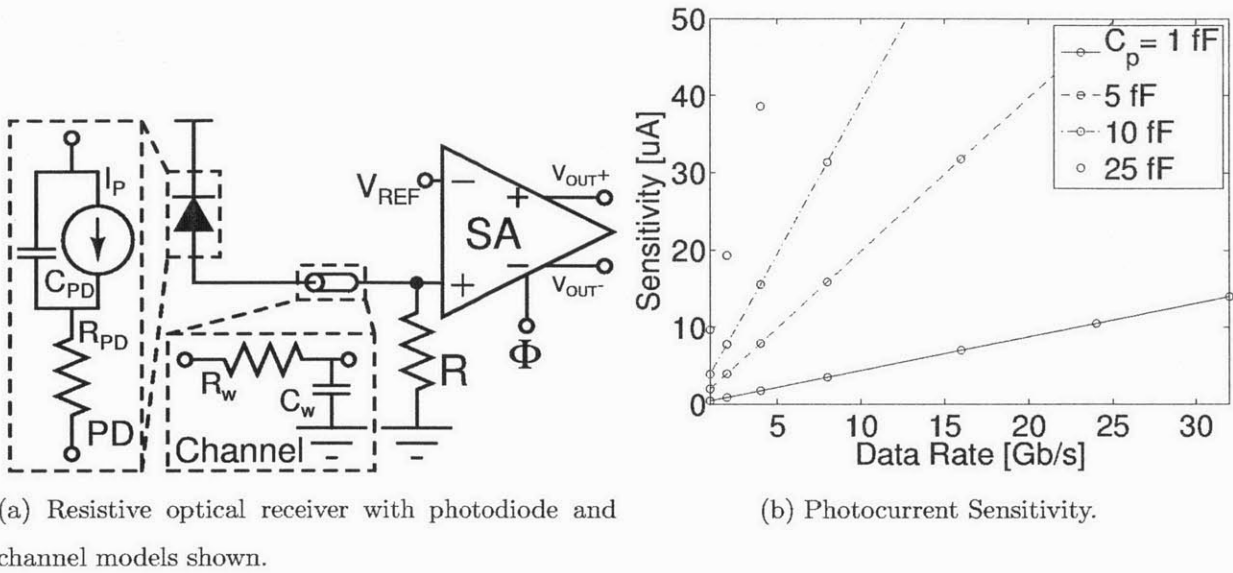 I_P
C_PD
R_PD
PD
V_REF
SA
V_OUT+
V_OUT-
Φ
R
R_w
C_w
Channel
(a) Resistive optical receiver with photodiode and
channel models shown.
Sensitivity [uA]
50
40
30
20
10
0
5 10 15 20 25 30
Data Rate [Gb/s]
C_p = 1 fF
5 fF
10 fF
25 fF
(b) Photocurrent Sensitivity.